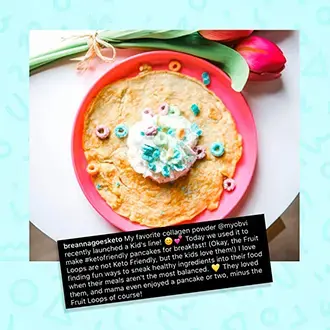 breannagoesketo My favorite collagen powder @myobvi
recently launched a Kid's line! 😋💕 Today we used it to
make #ketofriendly pancakes for breakfast! (Okay, the Fruit
Loops are not Keto Friendly, but the kids love them!) I love
finding fun ways to sneak healthy ingredients into their food
when their meals aren't the most balanced. 💛 They loved
them, and mama even enjoyed a pancake or two, minus the
Fruit Loops of course!